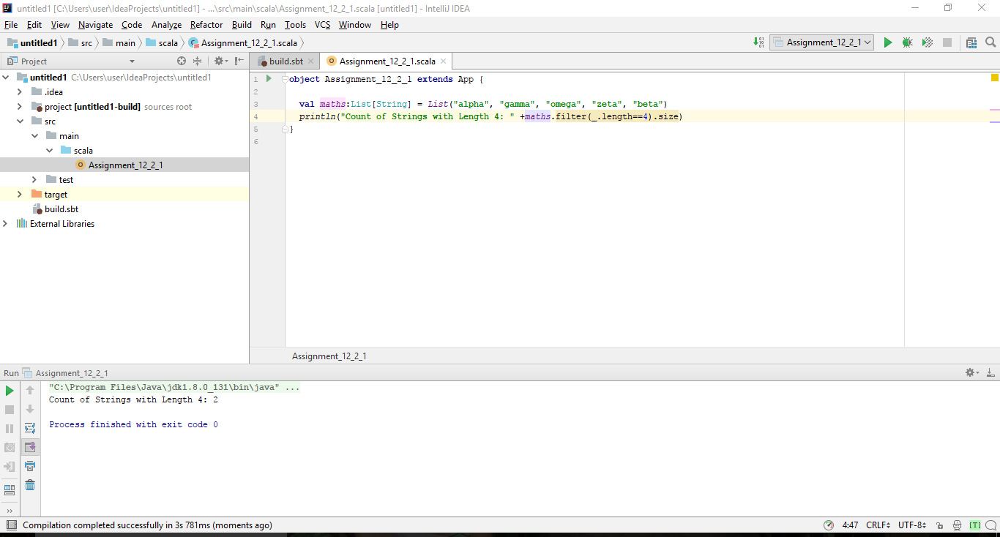 untitled1 [C:\Users\user\IdeaProjects\untitled1] - ...\src\main\scala\Assignment_12_2_1.scala [untitled1] - IntelliJ IDEA
File Edit View Navigate Code Analyze Refactor Build Run Tools VCS Window Help
untitled1 src main scala Assignment_12_2_1.scala Assignment_12_2_1
Project build.sbt Assignment_12_2_1.scala
untitled1 C:\Users\user\IdeaProjects\untitled1
.idea
project [untitled1-build] sources root
src
main
scala
Assignment_12_2_1
test
target
build.sbt
External Libraries
1 object Assignment_12_2_1 extends App {
2
3 val maths:List[String] = List("alpha", "gamma", "omega", "zeta", "beta")
4 println("Count of Strings with Length 4: " +maths.filter(_.length==4).size)
5 }
6
Assignment_12_2_1
Run Assignment_12_2_1
"C:\Program Files\Java\jdk1.8.0_131\bin\java" ...
Count of Strings with Length 4: 2
Process finished with exit code 0
Compilation completed successfully in 3s 781ms (moments ago) 4:47 CRLF UTF-8 [T]